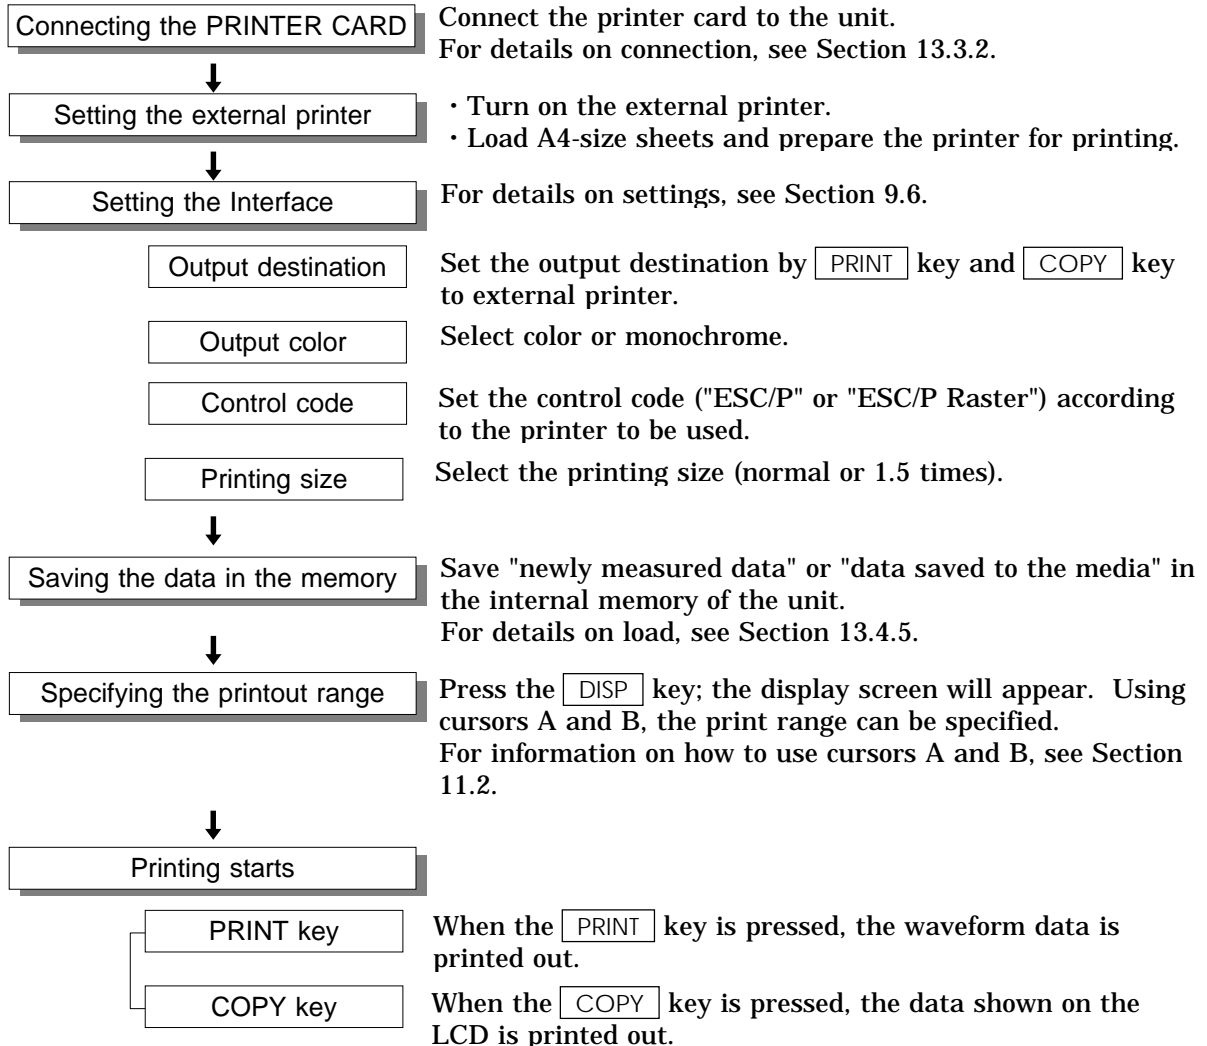 Connecting the PRINTER CARD
Connect the printer card to the unit.
For details on connection, see Section 13.3.2.
Setting the external printer
・Turn on the external printer.
・Load A4-size sheets and prepare the printer for printing.
Setting the Interface
For details on settings, see Section 9.6.
Output destination
Set the output destination by PRINT key and COPY key
to external printer.
Output color
Select color or monochrome.
Control code
Set the control code ("ESC/P" or "ESC/P Raster") according
to the printer to be used.
Printing size
Select the printing size (normal or 1.5 times).
Saving the data in the memory
Save "newly measured data" or "data saved to the media" in
the internal memory of the unit.
For details on load, see Section 13.4.5.
Specifying the printout range
Press the DISP key; the display screen will appear. Using
cursors A and B, the print range can be specified.
For information on how to use cursors A and B, see Section
11.2.
Printing starts
PRINT key
When the PRINT key is pressed, the waveform data is
printed out.
COPY key
When the COPY key is pressed, the data shown on the
LCD is printed out.